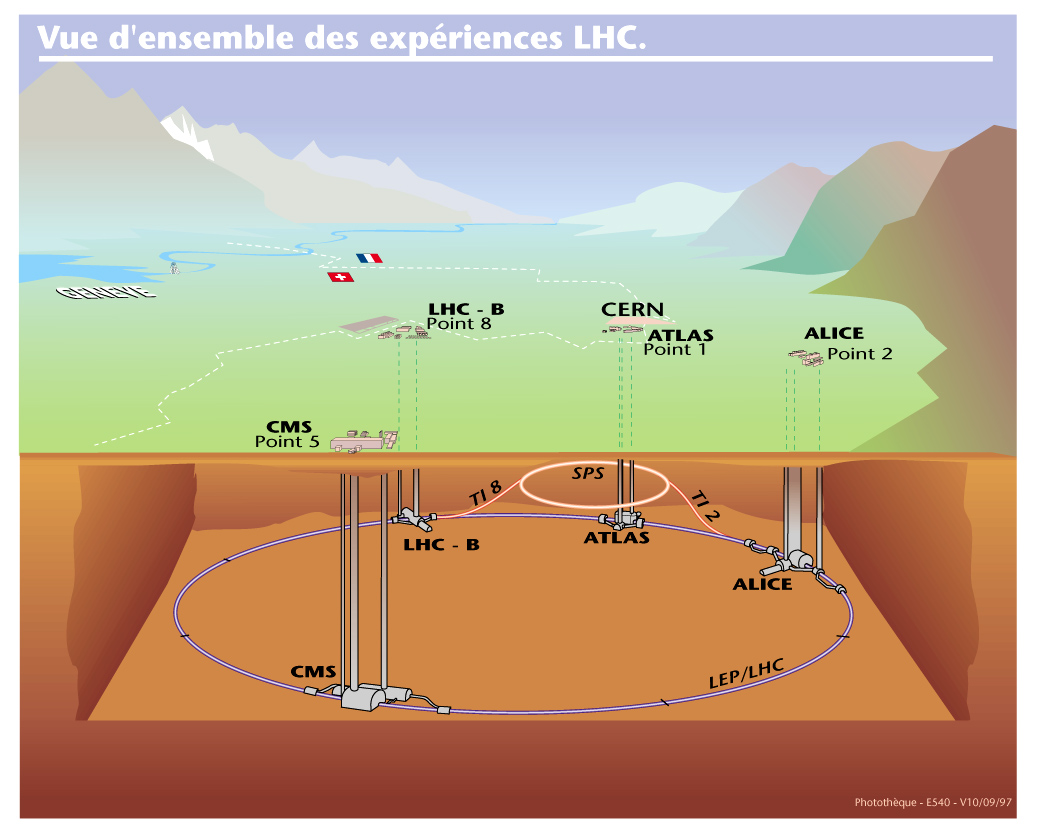 Vue d'ensemble des expériences LHC.
GENEVE
LHC - B
Point 8
CERN
ATLAS
Point 1
ALICE
Point 2
CMS
Point 5
SPS
TI 8
TI 2
LHC - B
ATLAS
ALICE
CMS
LEP/LHC
Photothèque - E540 - V10/09/97